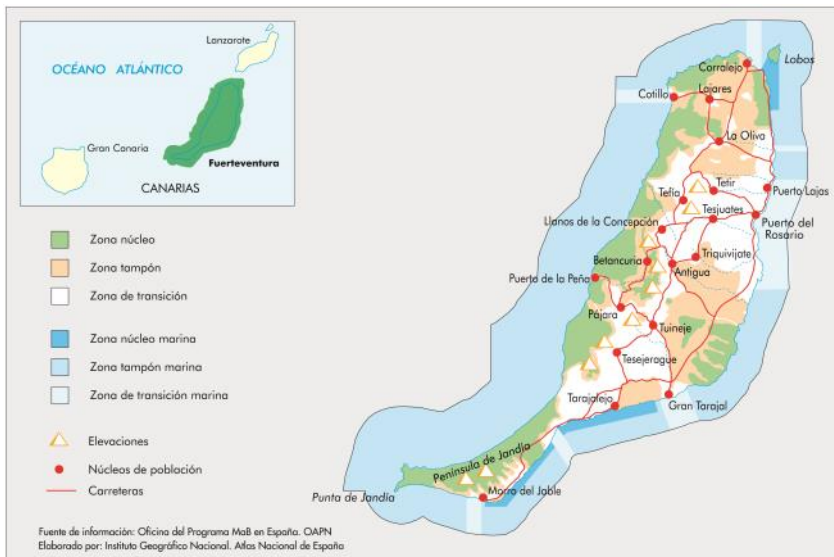 Lanzarote
OCÉANO ATLÁNTICO
Gran Canaria
Fuerteventura
CANARIAS
Zona núcleo
Zona tampón
Zona de transición
Zona núcleo marina
Zona tampón marina
Zona de transición marina
Elevaciones
Núcleos de población
Carreteras
Fuente de información: Oficina del Programa MaB en España. OAPN
Elaborado por: Instituto Geográfico Nacional. Atlas Nacional de España
Corralejo
Lobos
Cotillo
Lajares
La Oliva
Tetir
Puerto Lajas
Tefía
Tesjuates
Llanos de la Concepción
Puerto del
Rosario
Betancuria
Triquivijate
Antigua
Puerto de la Peña
Pájara
Tuineje
Tesejerague
Tarajalejo
Gran Tarajal
Península de Jandía
Punta de Jandía
Morro del Jable